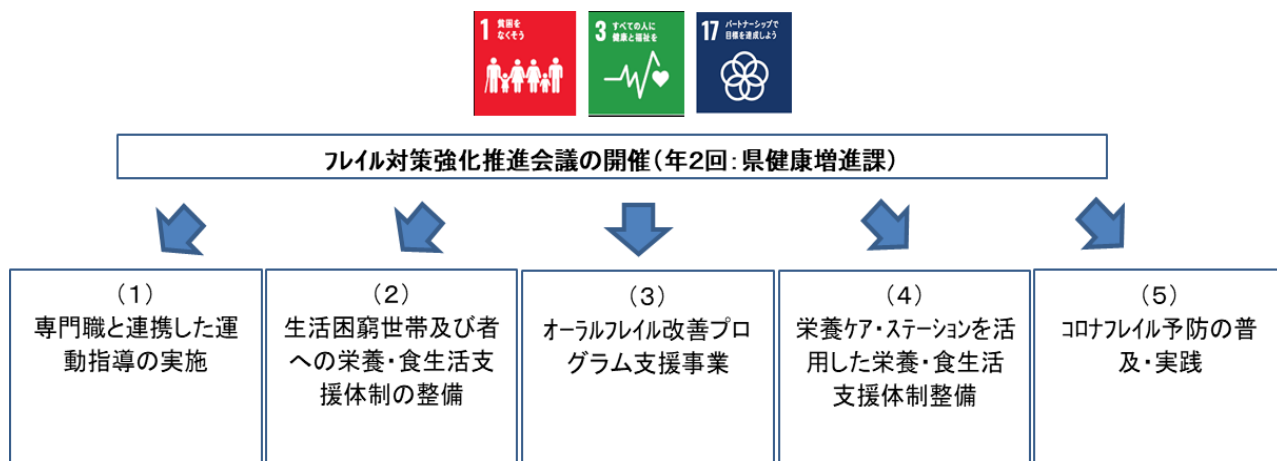 1 貧困を
なくそう
3 すべての人に
健康と福祉を
17 パートナーシップで
目標を達成しよう
ﾌﾚｲﾙ対策強化推進会議の開催(年2回:県健康増進課)
(1)
専門職と連携した運
動指導の実施
(2)
生活困窮世帯及び者
への栄養・食生活支
援体制の整備
(3)
ｵｰﾗﾙﾌﾚｲﾙ改善プロ
グラム支援事業
(4)
栄養ケア・ステーションを活
用した栄養・食生活
支援体制整備
(5)
ｺﾛﾅﾌﾚｲﾙ予防の普
及・実践